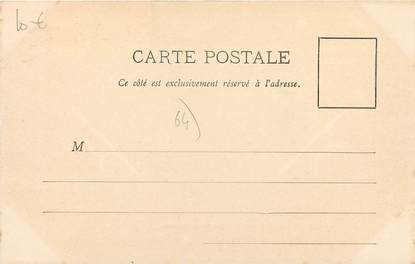 10 €
CARTE POSTALE
Ce côté est exclusivement réservé à l'adresse.
64)
M